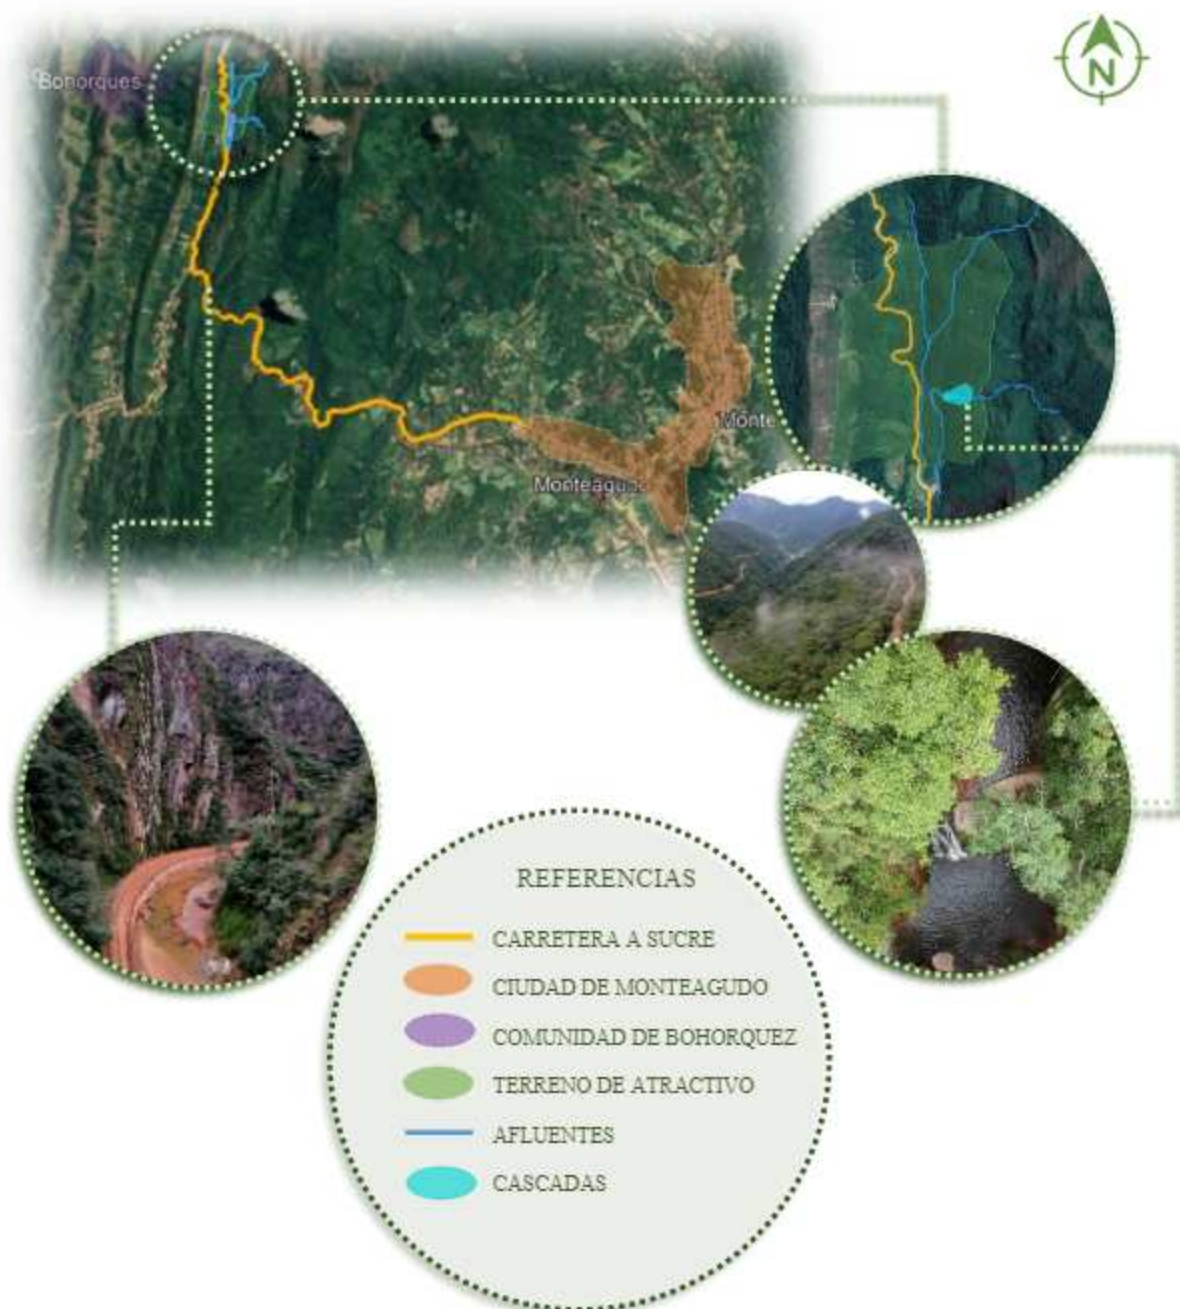 Bohorques
N
Monte
Monteagudo
REFERENCIAS
CARRETERA A SUCRE
CIUDAD DE MONTEAGUDO
COMUNIDAD DE BOHORQUEZ
TERRENO DE ATRACTIVO
AFLUENTES
CASCADAS